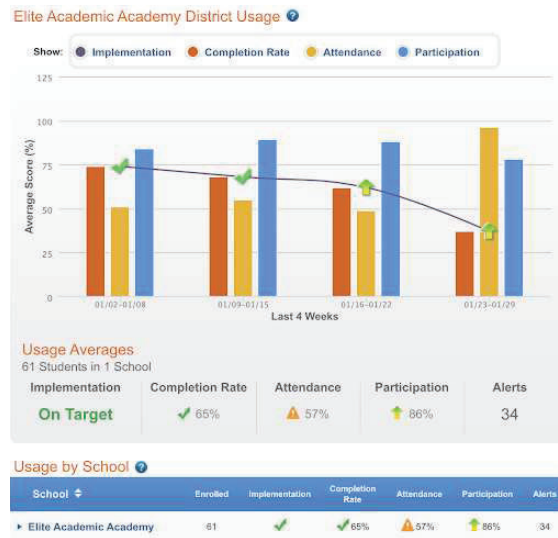 Elite Academic Academy District Usage ?
Show: Implementation Completion Rate Attendance Participation
125
100
75
50
25
0
Average Score (%)
01/02-01/08 01/09-01/15 01/16-01/22 01/23-01/29
Last 4 Weeks
Usage Averages
61 Students in 1 School
Implementation Completion Rate Attendance Participation Alerts
On Target 65% 57% 86% 34
Usage by School ?
School Enrolled Implementation Completion Rate Attendance Participation Alerts
Elite Academic Academy 61 65% 57% 86% 34